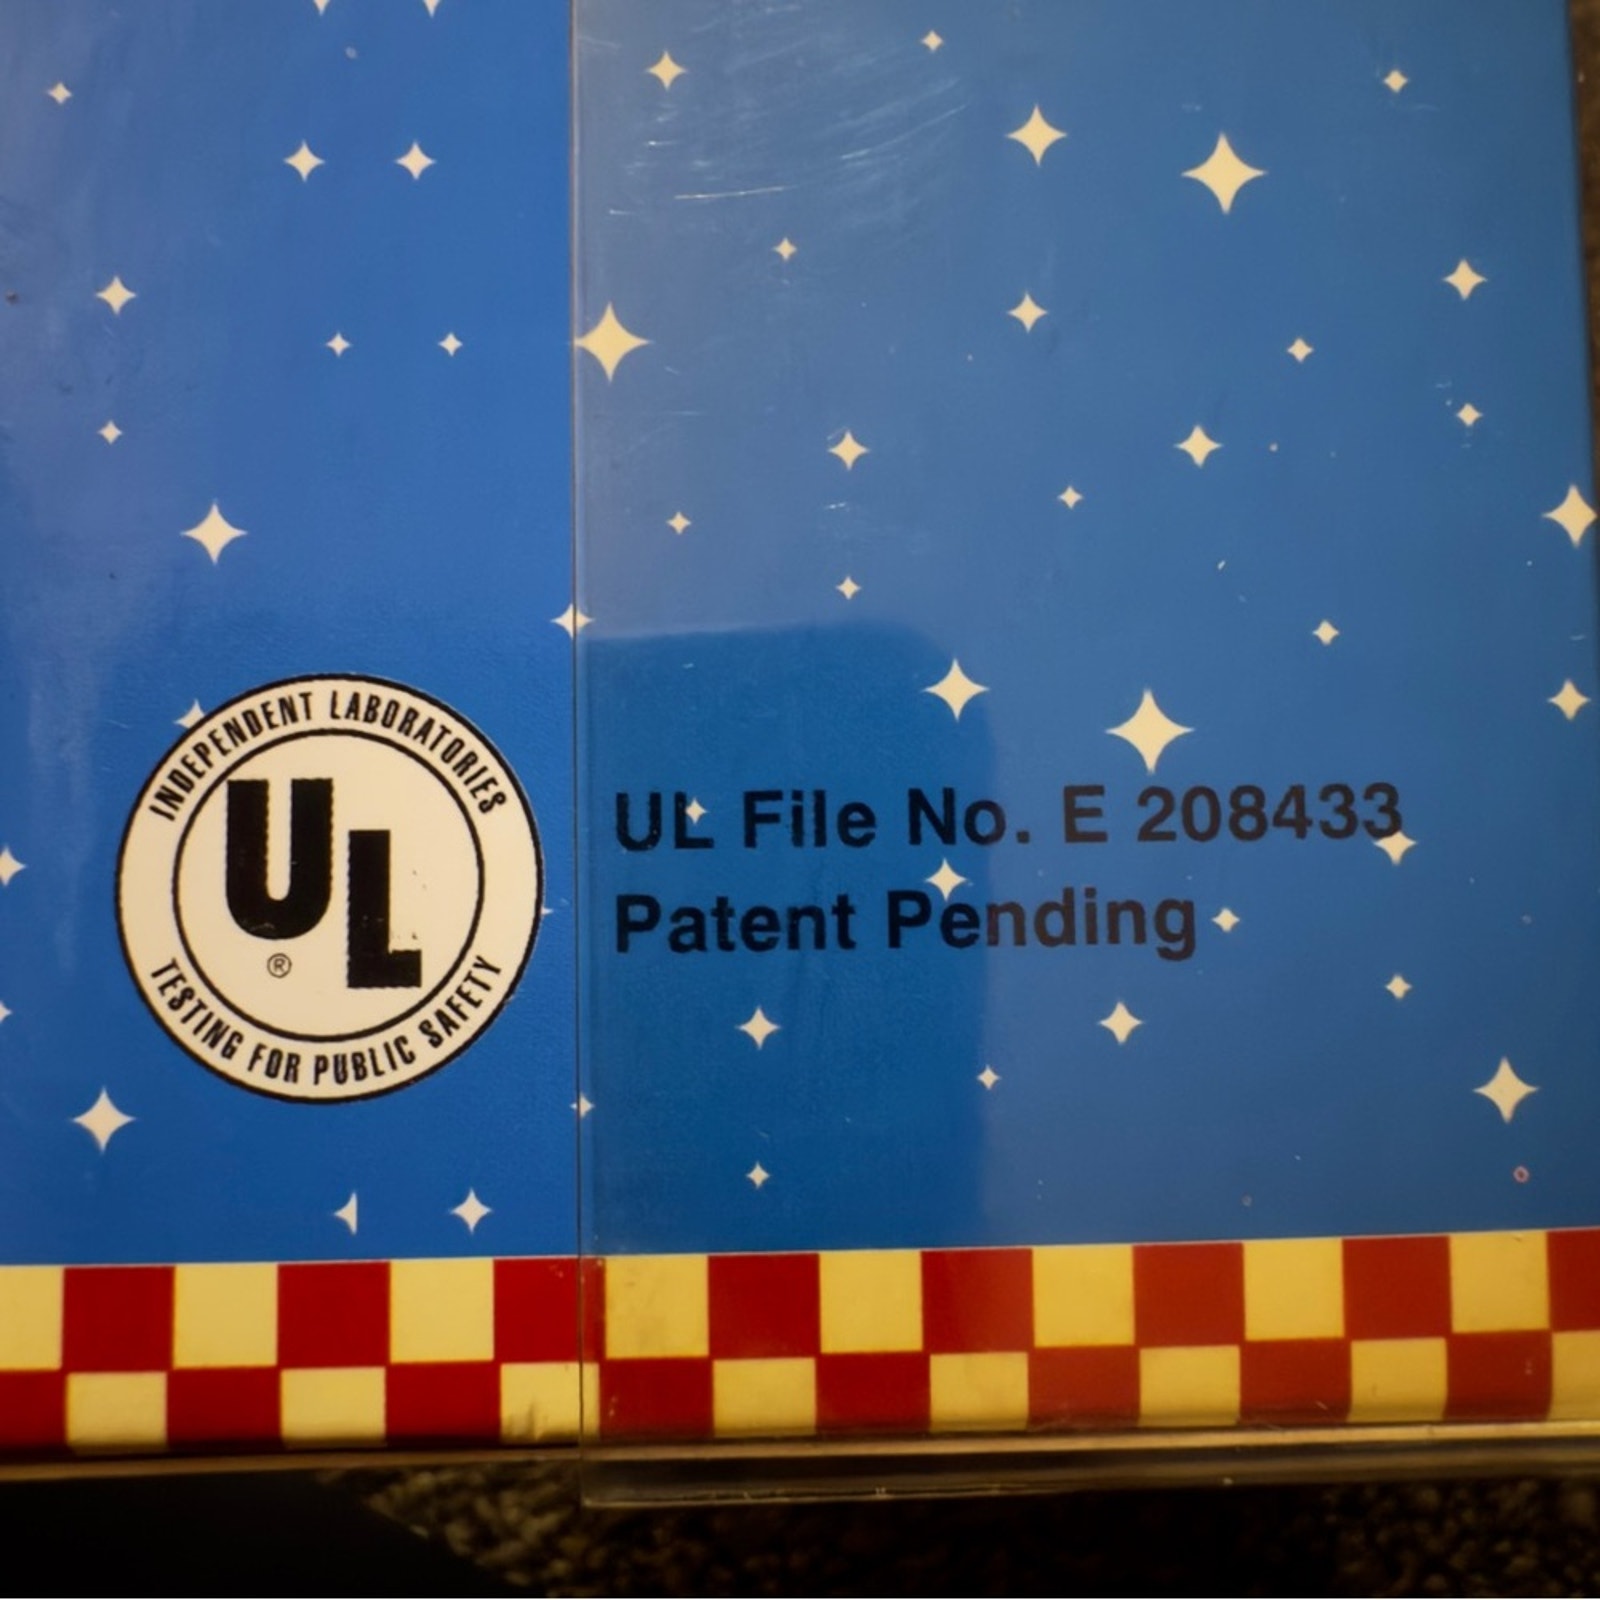 INDEPENDENT LABORATORIES
UL
®
TESTING FOR PUBLIC SAFETY
UL File No. E 208433
Patent Pending